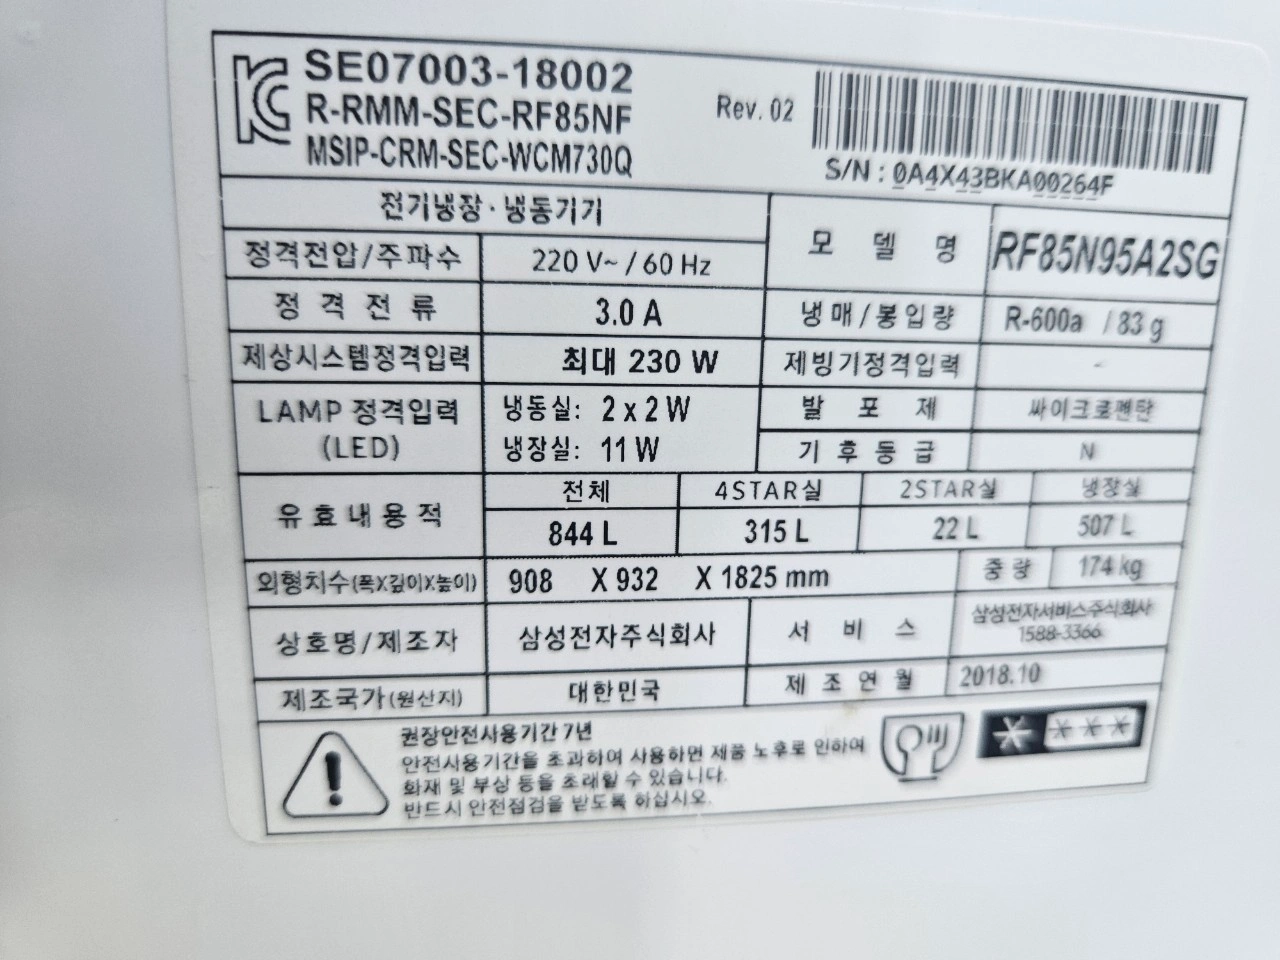 SE07003-18002
R-RMM-SEC-RF85NF
MSIP-CRM-SEC-WCM730Q
Rev. 02
S/N : 0A4X43BKA00264F
전기냉장·냉동기기
모 델 명 RF85N95A2SG
정격전압/주파수 220 V~ / 60 Hz
정 격 전 류 3.0 A
냉매/봉입량 R-600a / 83 g
제상시스템정격입력 최대 230 W
제빙기정격입력 -
LAMP 정격입력
(LED)
냉동실: 2 x 2 W
냉장실: 11 W
발 포 제 싸이크로펜탄
기 후 등 급 N
유 효 내 용 적
전체 4STAR실 2STAR실 냉장실
844 L 315 L 22 L 507 L
외형치수(폭X깊이X높이) 908 X 932 X 1825 mm
중 량 174 kg
상호명/제조자 삼성전자주식회사
서 비 스 삼성전자서비스주식회사
1588-3366
제조국가(원산지) 대한민국
제 조 연 월 2018.10
권장안전사용기간 7년
안전사용기간을 초과하여 사용하면 제품 노후로 인하여
화재 및 부상 등을 초래할 수 있습니다.
반드시 안전점검을 받도록 하십시오.